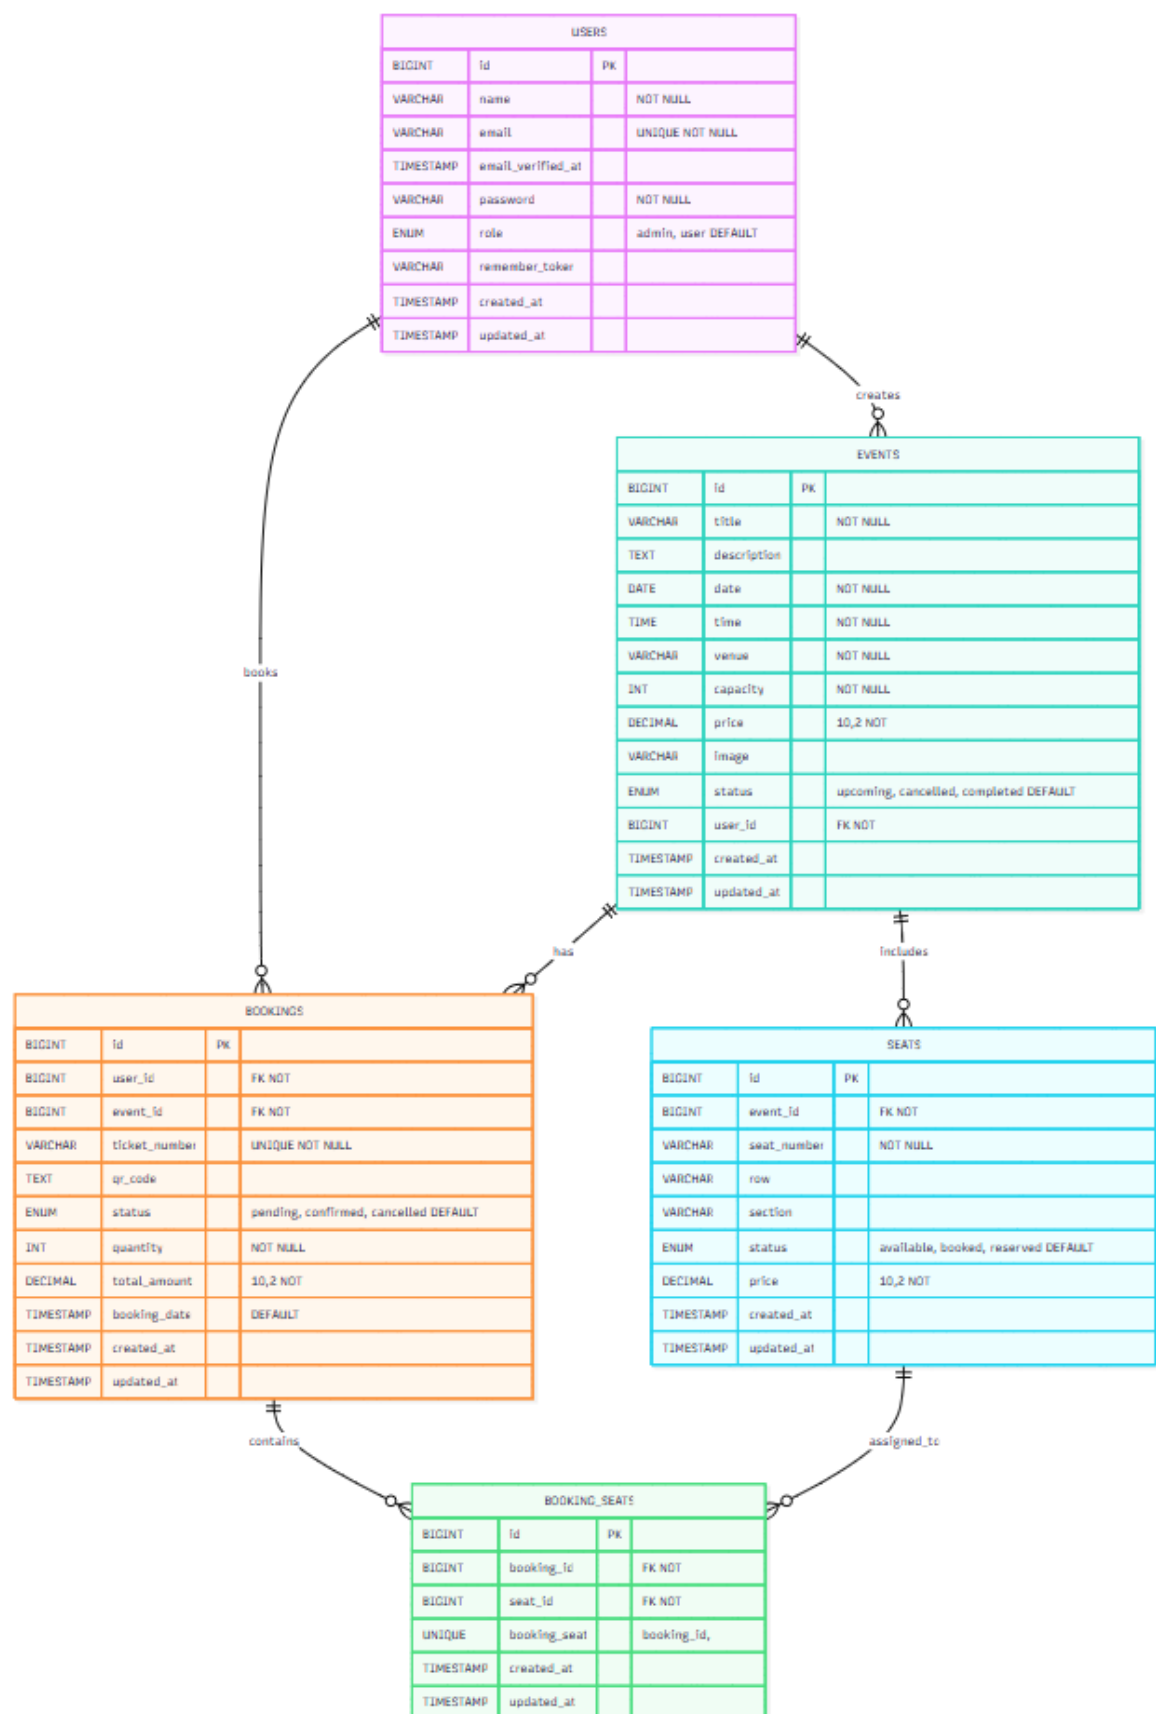 USERS
BIGINT id PK
VARCHAR name NOT NULL
VARCHAR email UNIQUE NOT NULL
TIMESTAMP email_verified_at
VARCHAR password NOT NULL
ENUM role admin, user DEFAULT
VARCHAR remember_token
TIMESTAMP created_at
TIMESTAMP updated_at
creates
EVENTS
BIGINT id PK
VARCHAR title NOT NULL
TEXT description
DATE date NOT NULL
TIME time NOT NULL
VARCHAR venue NOT NULL
INT capacity NOT NULL
DECIMAL price 10,2 NOT
VARCHAR image
ENUM status upcoming, cancelled, completed DEFAULT
BIGINT user_id FK NOT
TIMESTAMP created_at
TIMESTAMP updated_at
books
has
includes
BOOKINGS
BIGINT id PK
BIGINT user_id FK NOT
BIGINT event_id FK NOT
VARCHAR ticket_number UNIQUE NOT NULL
TEXT qr_code
ENUM status pending, confirmed, cancelled DEFAULT
INT quantity NOT NULL
DECIMAL total_amount 10,2 NOT
TIMESTAMP booking_date DEFAULT
TIMESTAMP created_at
TIMESTAMP updated_at
SEATS
BIGINT id PK
BIGINT event_id FK NOT
VARCHAR seat_number NOT NULL
VARCHAR row
VARCHAR section
ENUM status available, booked, reserved DEFAULT
DECIMAL price 10,2 NOT
TIMESTAMP created_at
TIMESTAMP updated_at
contains
assigned_to
BOOKING_SEATS
BIGINT id PK
BIGINT booking_id FK NOT
BIGINT seat_id FK NOT
UNIQUE booking_seat booking_id,
TIMESTAMP created_at
TIMESTAMP updated_at